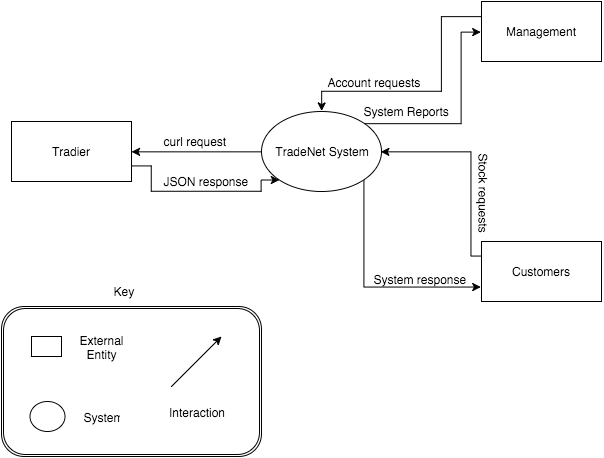 Management
Account requests
System Reports
curl request
Tradier
TradeNet System
JSON response
Stock requests
System response
Customers
Key
External
Entity
System
Interaction